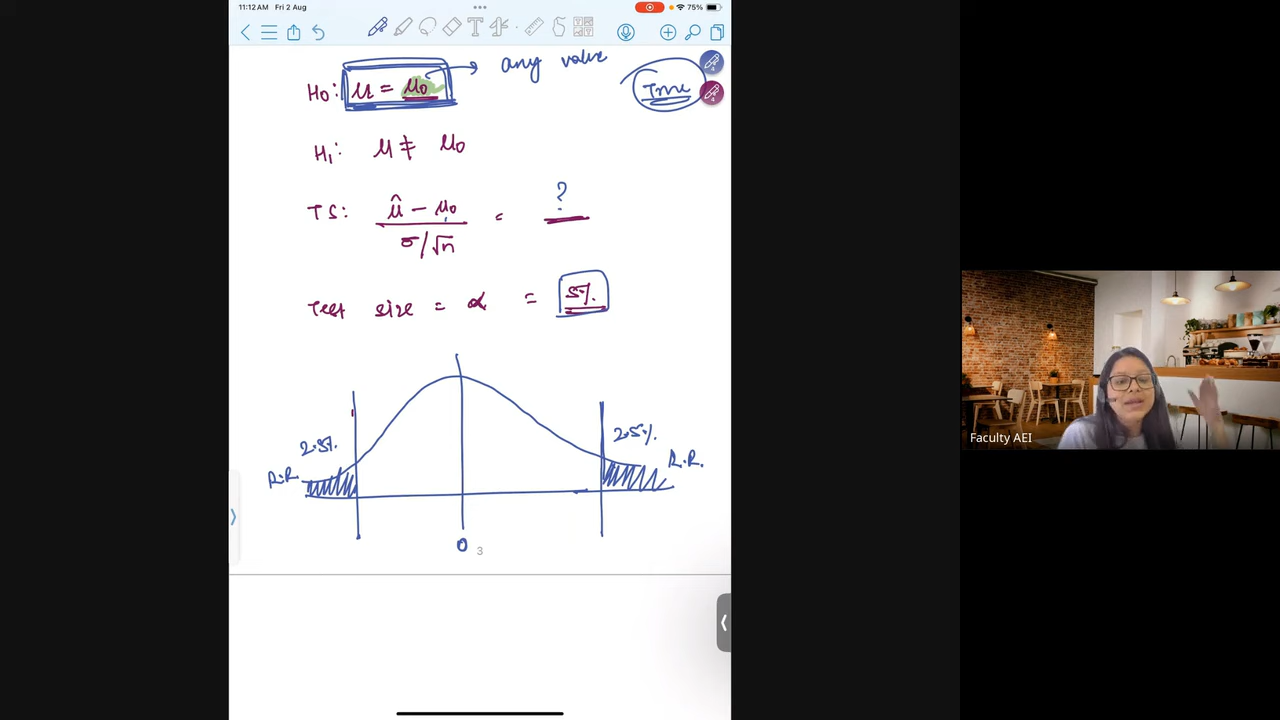 11:12 AM Fri 2 Aug
75%
H0: μ = μ0 → any value
True
H1: μ ≠ μ0
TS: μ̂ − μ0 / σ/√n = ?
Test size = α = 5%.
2.5%. 2.5%.
R.R. R.R.
0 3
Faculty AEI